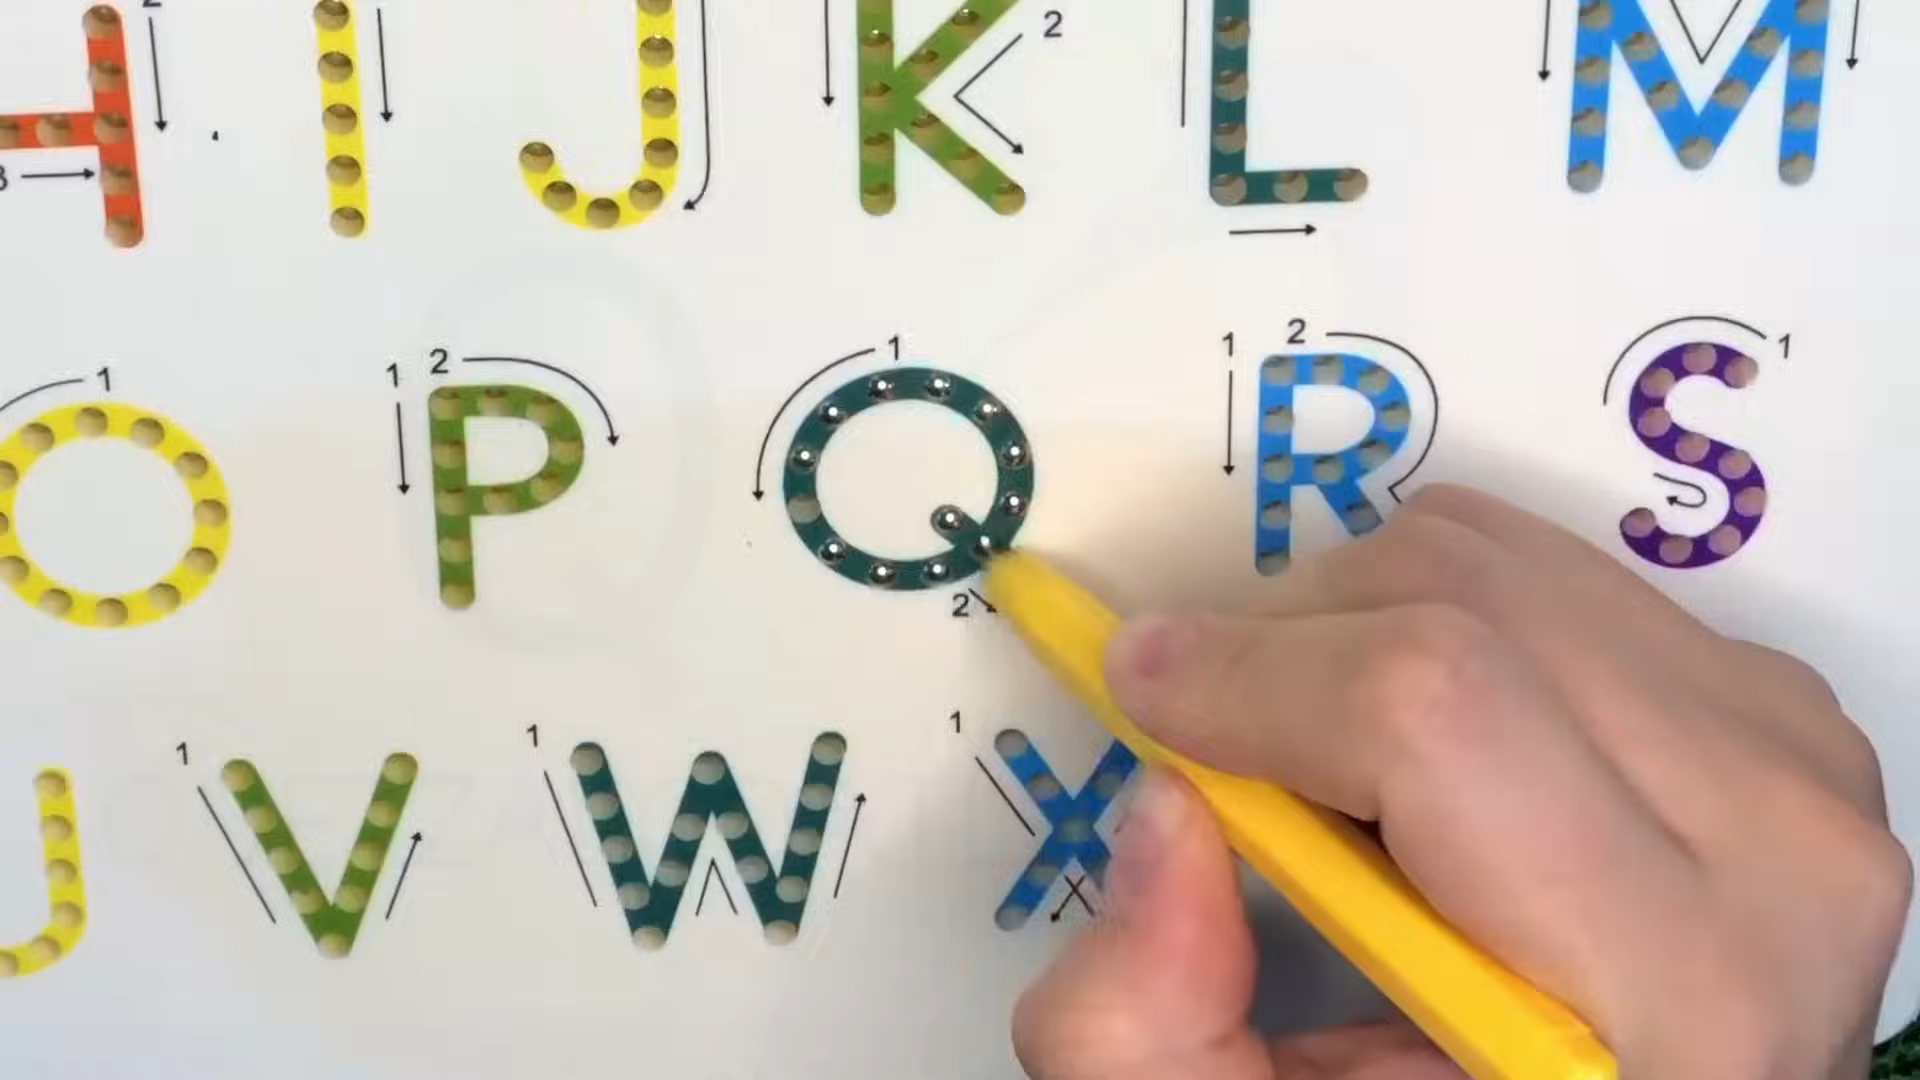 H I J K L M
2 2
3
O P Q R S
1 1 2 1 2 1 2 1
J V W X
1 1 1